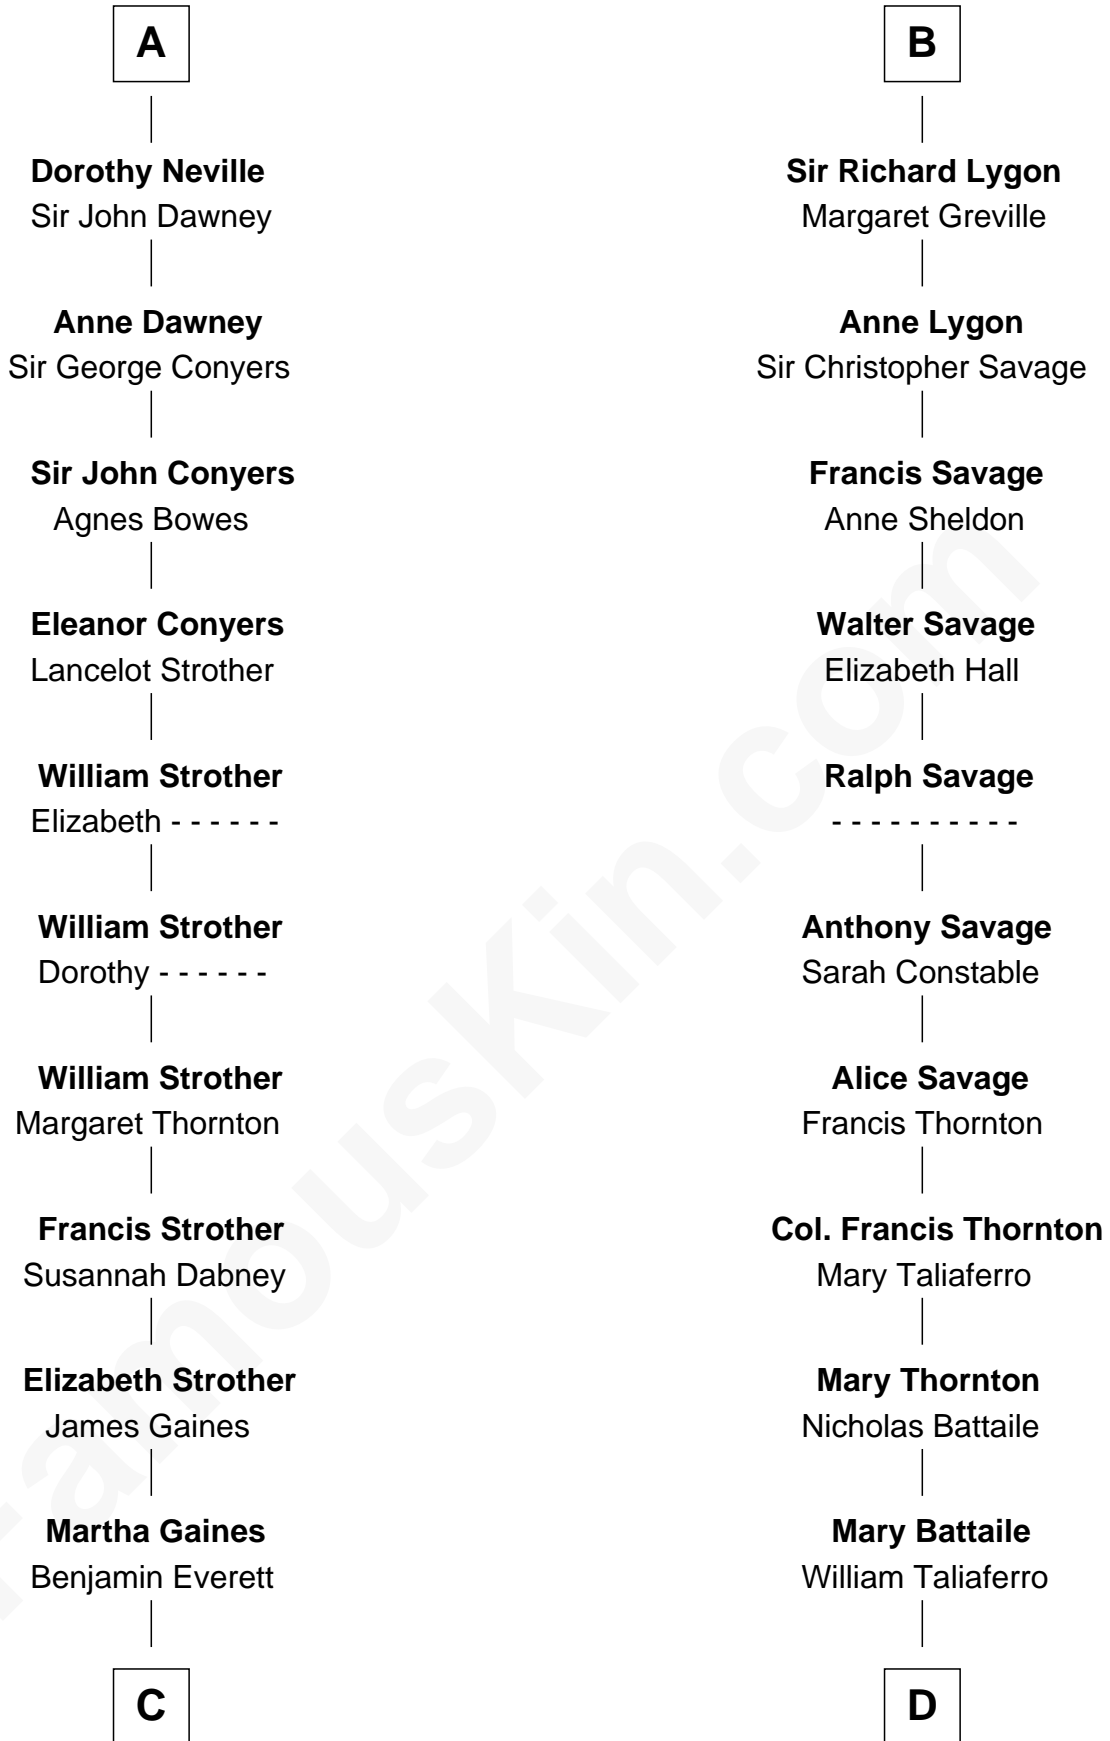 A
Dorothy Neville
Sir John Dawney
Anne Dawney
Sir George Conyers
Sir John Conyers
Agnes Bowes
Eleanor Conyers
Lancelot Strother
William Strother
Elizabeth - - - - - -
William Strother
Dorothy - - - - - -
William Strother
Margaret Thornton
Francis Strother
Susannah Dabney
Elizabeth Strother
James Gaines
Martha Gaines
Benjamin Everett
C
B
Sir Richard Lygon
Margaret Greville
Anne Lygon
Sir Christopher Savage
Francis Savage
Anne Sheldon
Walter Savage
Elizabeth Hall
Ralph Savage
- - - - - - - - - -
Anthony Savage
Sarah Constable
Alice Savage
Francis Thornton
Col. Francis Thornton
Mary Taliaferro
Mary Thornton
Nicholas Battaile
Mary Battaile
William Taliaferro
D
FamousKin.com